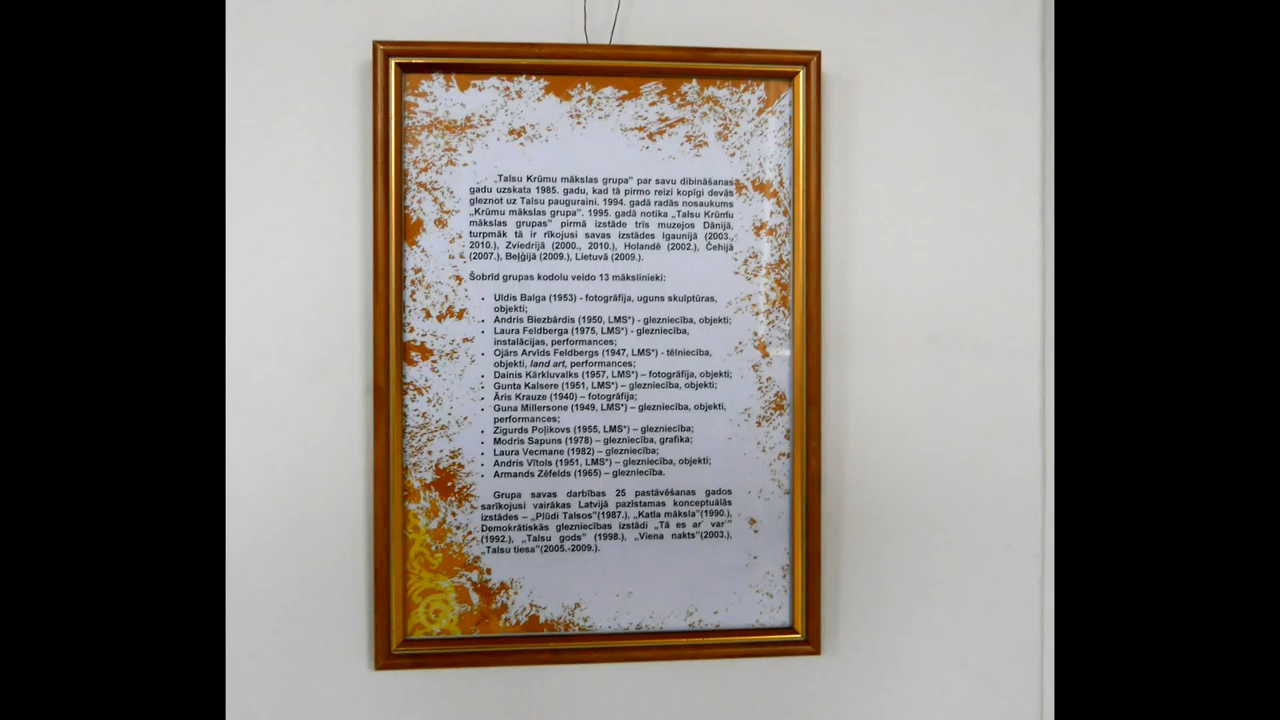 „Talsu Krūmu mākslas grupa” par savu dibināšanas
gadu uzskata 1985. gadu, kad tā pirmo reizi kopīgi devās
gleznot uz Talsu pauguraini. 1994. gadā radās nosaukums
„Krūmu mākslas grupa”. 1995. gadā notika „Talsu Krūmu
mākslas grupas” pirmā izstāde trīs muzejos Dānijā,
turpmāk tā ir rīkojusi savas izstādes Igaunijā (2003.,
2010.), Zviedrijā (2000., 2010.), Holandē (2002.), Čehijā
(2007.), Beļģijā (2009.), Lietuvā (2009.).
Šobrīd grupas kodolu veido 13 mākslinieki:
• Uldis Balga (1953) - fotogrāfija, uguns skulptūras,
objekti;
• Andris Biezbārdis (1950, LMS*) - glezniecība, objekti;
• Laura Feldberga (1975, LMS*) - glezniecība,
instalācijas, performances;
• Ojārs Arvīds Feldbergs (1947, LMS*) - tēlniecība,
objekti, land art, performances;
• Dainis Kārkluvalks (1957, LMS*) – fotogrāfija, objekti;
• Gunta Kalsere (1951, LMS*) – glezniecība, objekti;
• Āris Krauze (1940) – fotogrāfija;
• Guna Millersone (1949, LMS*) – glezniecība, objekti,
performances;
• Zigurds Poļikovs (1955, LMS*) – glezniecība;
• Modris Sapuns (1978) – glezniecība, grafika;
• Laura Vecmane (1982) – glezniecība;
• Andris Vītols (1951, LMS*) – glezniecība, objekti;
• Armands Zēfelds (1965) – glezniecība.
Grupa savas darbības 25 pastāvēšanas gados
sarīkojusi vairākas Latvijā pazīstamas konceptuālās
izstādes – „Plūdi Talsos”(1987.), „Katla māksla”(1990.),
Demokrātiskās glezniecības izstādi „Tā es arˇ varˇ”
(1992.), „Talsu gods” (1998.), „Viena nakts”(2003.),
„Talsu tiesa”(2005.-2009.).